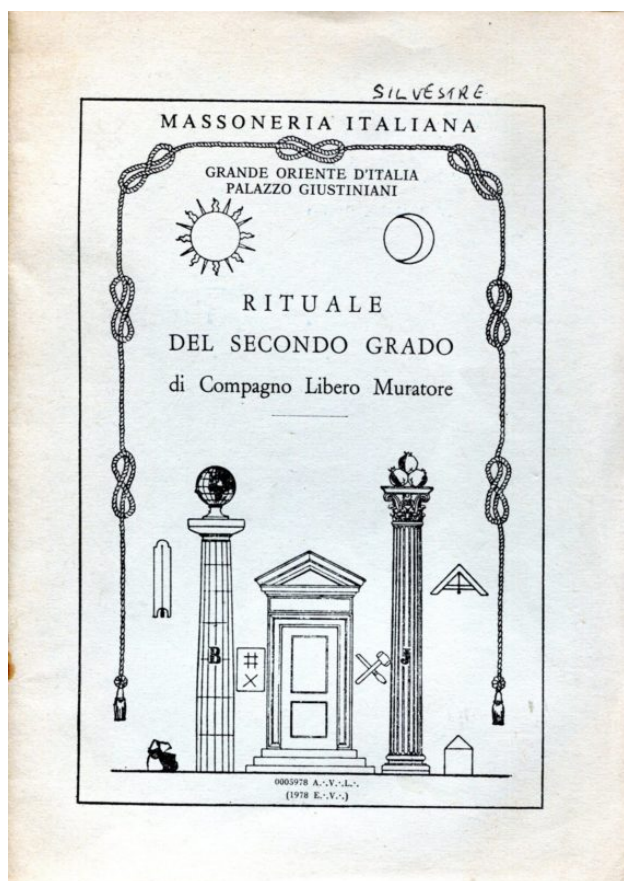 SILVESTRE
MASSONERIA ITALIANA
GRANDE ORIENTE D'ITALIA
PALAZZO GIUSTINIANI
RITUALE
DEL SECONDO GRADO
di Compagno Libero Muratore
B
J
0005978 A∴V∴L∴
(1978 E∴V∴)